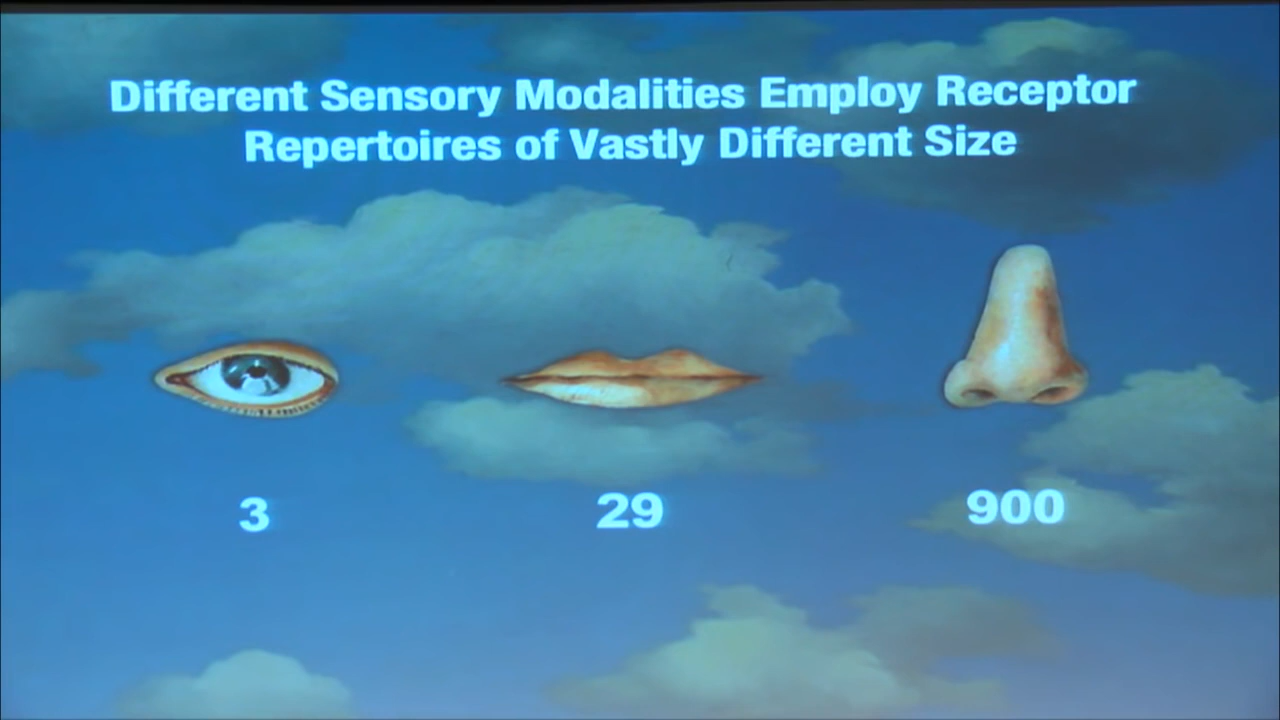 Different Sensory Modalities Employ Receptor
Repertoires of Vastly Different Size
3 29 900